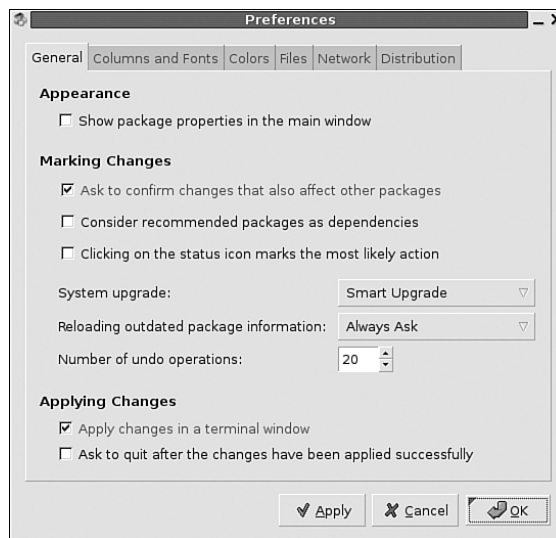 Preferences
General Columns and Fonts Colors Files Network Distribution
Appearance
Show package properties in the main window
Marking Changes
Ask to confirm changes that also affect other packages
Consider recommended packages as dependencies
Clicking on the status icon marks the most likely action
System upgrade: Smart Upgrade
Reloading outdated package information: Always Ask
Number of undo operations: 20
Applying Changes
Apply changes in a terminal window
Ask to quit after the changes have been applied successfully
Apply Cancel OK